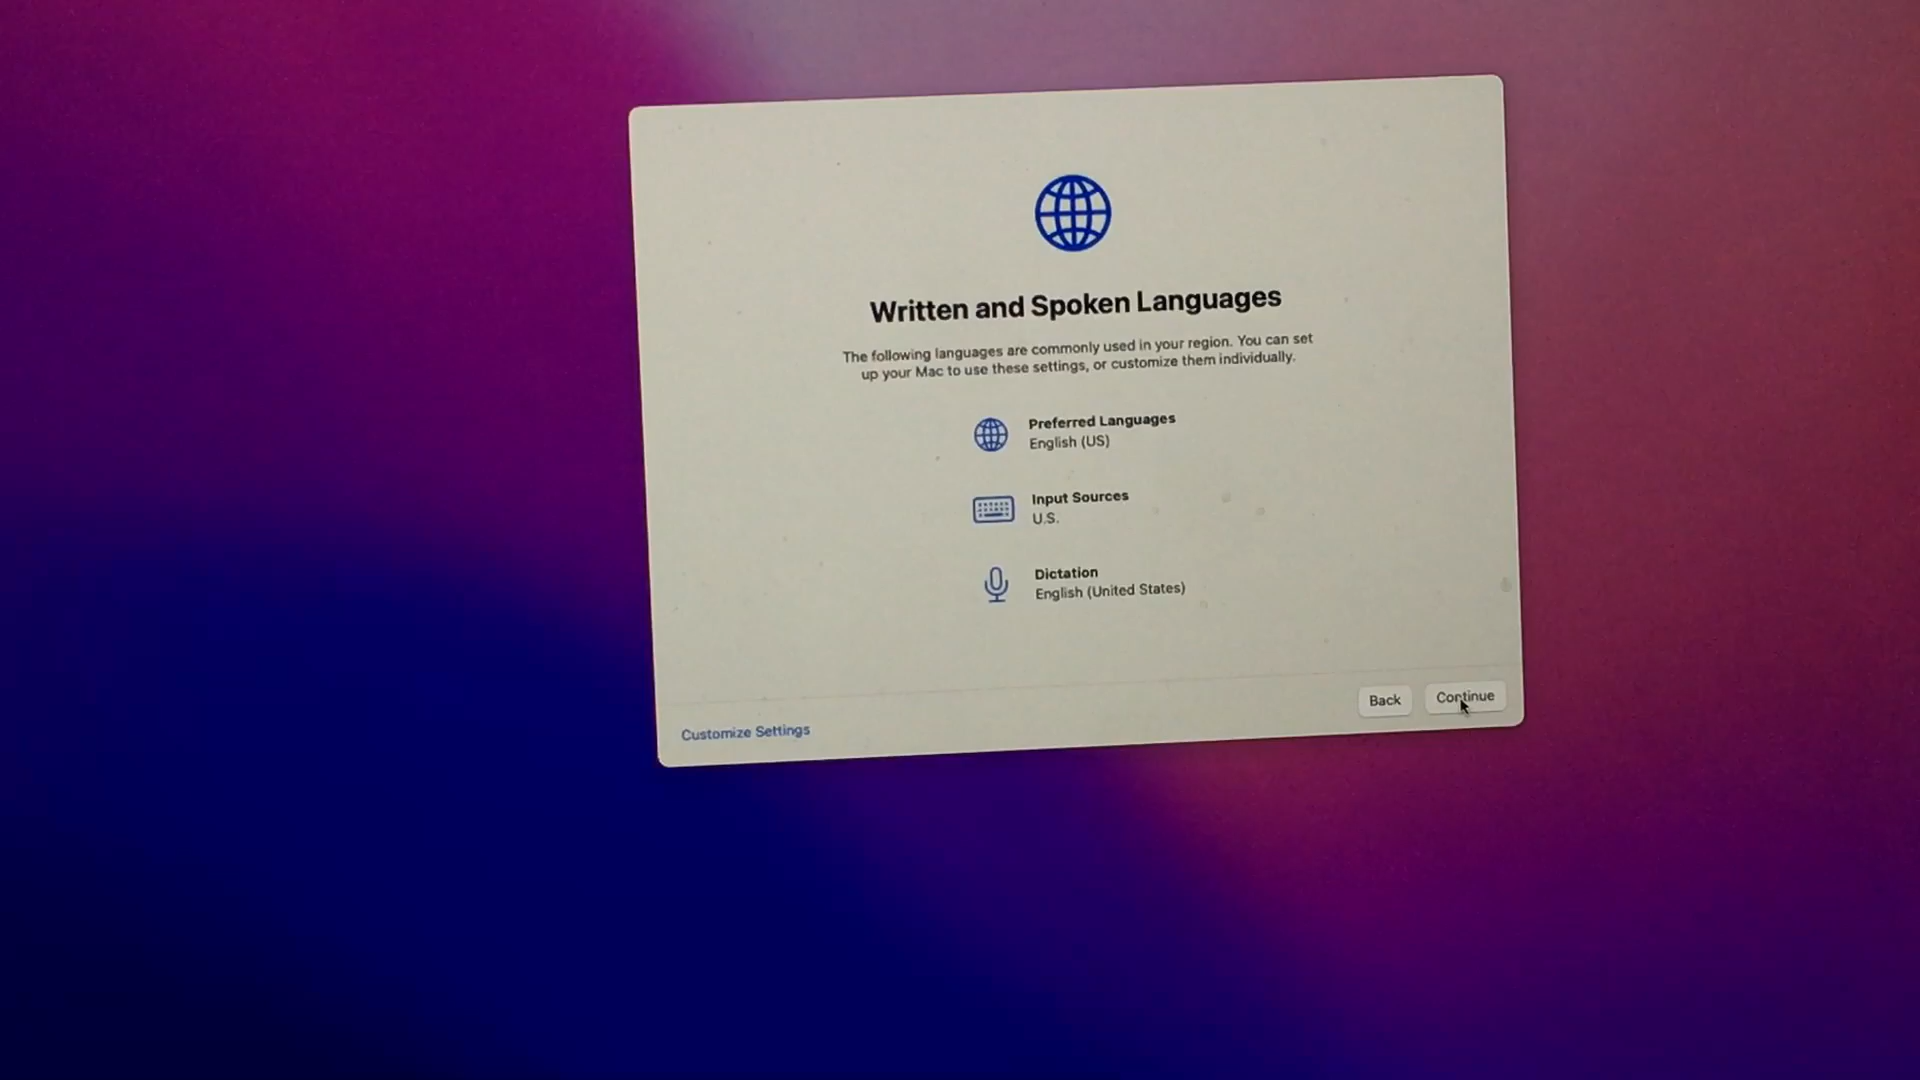 Written and Spoken Languages
The following languages are commonly used in your region. You can set
up your Mac to use these settings, or customize them individually.
Preferred Languages
English (US)
Input Sources
U.S.
Dictation
English (United States)
Customize Settings
Back
Continue